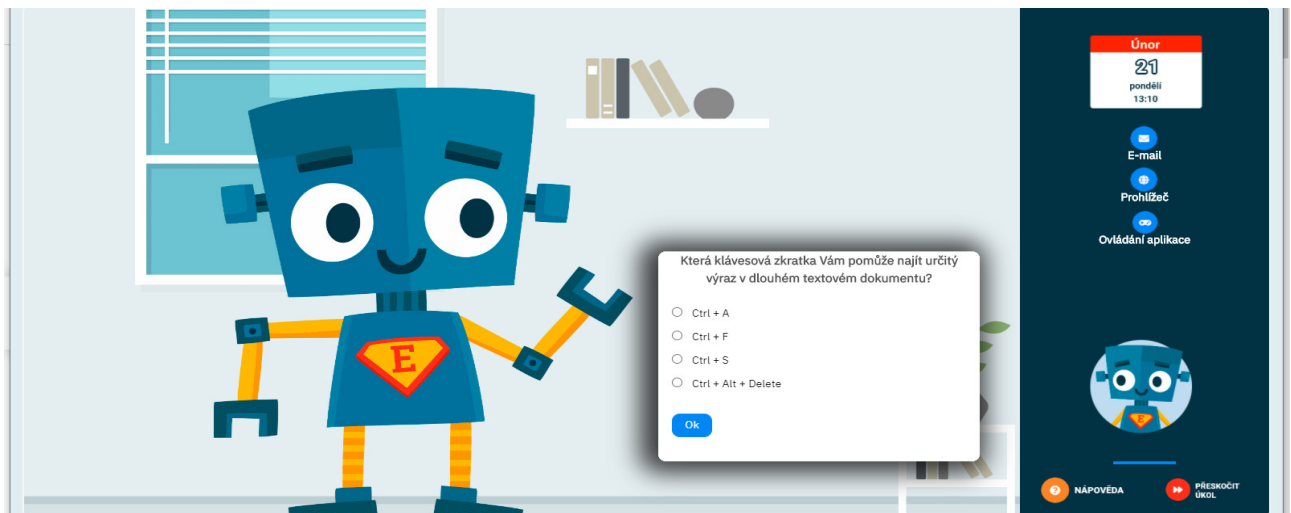 Únor
21
pondělí
13:10
E-mail
Prohlížeč
Ovládání aplikace
Která klávesová zkratka Vám pomůže najít určitý
výraz v dlouhém textovém dokumentu?
Ctrl + A
Ctrl + F
Ctrl + S
Ctrl + Alt + Delete
Ok
E
E
NÁPOVĚDA
PŘESKOČIT
ÚKOL